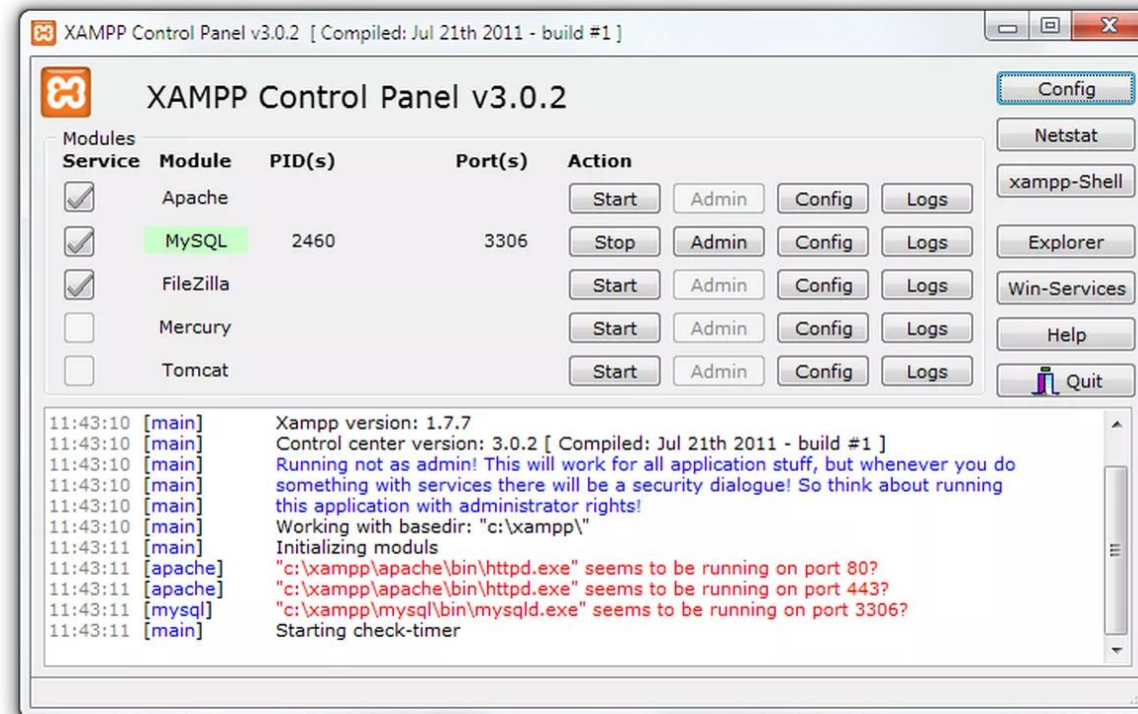 XAMPP Control Panel v3.0.2 [ Compiled: Jul 21th 2011 - build #1 ]
XAMPP Control Panel v3.0.2
Config
Modules
Netstat
Service Module PID(s) Port(s) Action
xampp-Shell
Apache Start Admin Config Logs
MySQL 2460 3306 Stop Admin Config Logs
Explorer
FileZilla Start Admin Config Logs
Win-Services
Mercury Start Admin Config Logs
Help
Tomcat Start Admin Config Logs
Quit
11:43:10 [main] Xampp version: 1.7.7
11:43:10 [main] Control center version: 3.0.2 [ Compiled: Jul 21th 2011 - build #1 ]
11:43:10 [main] Running not as admin! This will work for all application stuff, but whenever you do
11:43:10 [main] something with services there will be a security dialogue! So think about running
11:43:10 [main] this application with administrator rights!
11:43:10 [main] Working with basedir: "c:\xampp\"
11:43:11 [main] Initializing moduls
11:43:11 [apache] "c:\xampp\apache\bin\httpd.exe" seems to be running on port 80?
11:43:11 [apache] "c:\xampp\apache\bin\httpd.exe" seems to be running on port 443?
11:43:11 [mysql] "c:\xampp\mysql\bin\mysqld.exe" seems to be running on port 3306?
11:43:11 [main] Starting check-timer